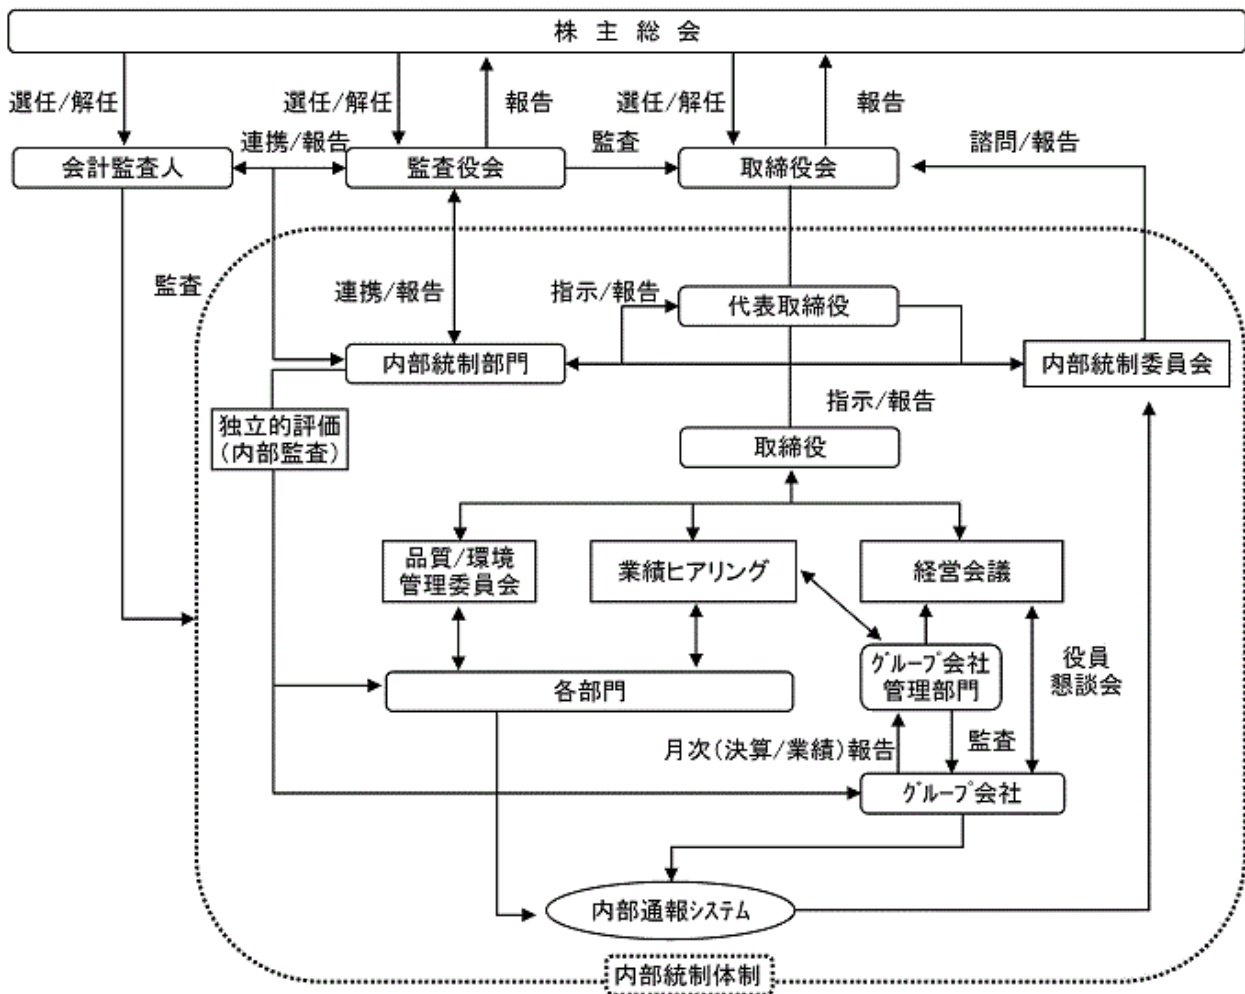 株主総会
選任/解任
選任/解任
報告
選任/解任
報告
連携/報告
監査
諮問/報告
会計監査人
監査役会
取締役会
監査
連携/報告
指示/報告
代表取締役
内部統制部門
内部統制委員会
指示/報告
独立的評価
(内部監査)
取締役
品質/環境
管理委員会
業績ヒアリング
経営会議
グループ会社
管理部門
役員
懇談会
各部門
月次(決算/業績)報告
監査
グループ会社
内部通報システム
内部統制体制